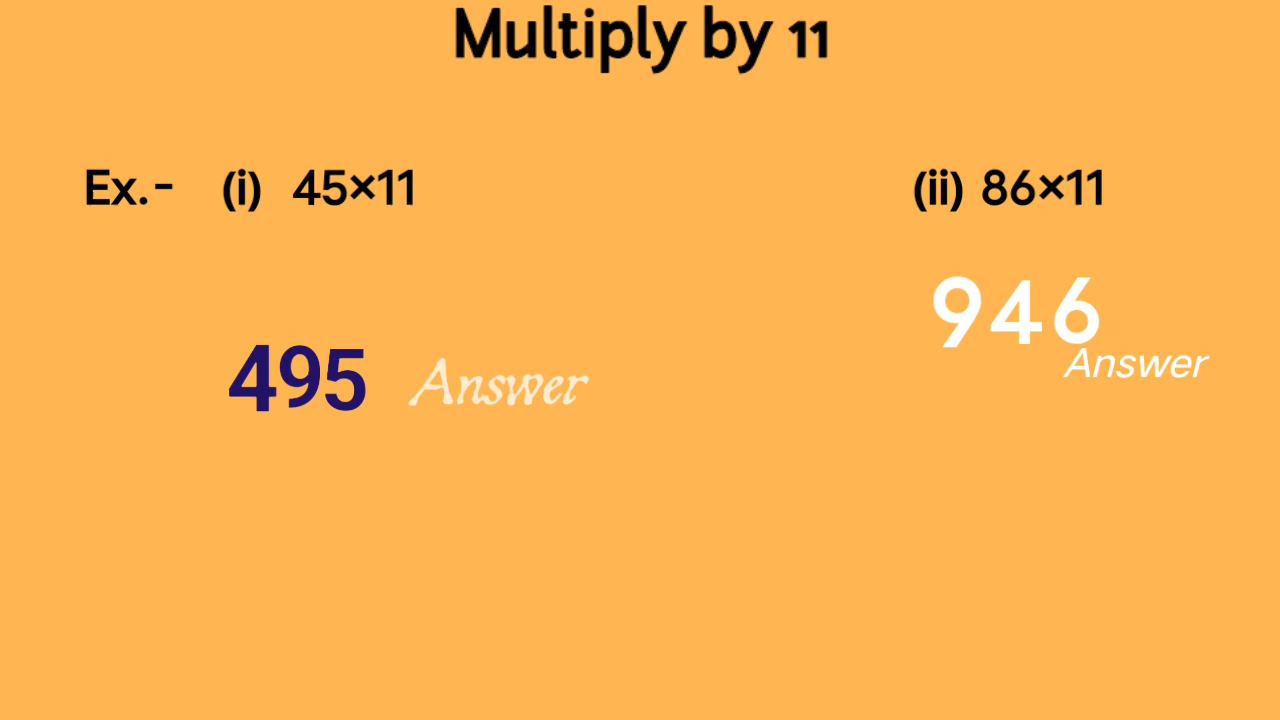 Multiply by 11
Ex.- (i) 45×11
(ii) 86×11
946
Answer
495 Answer